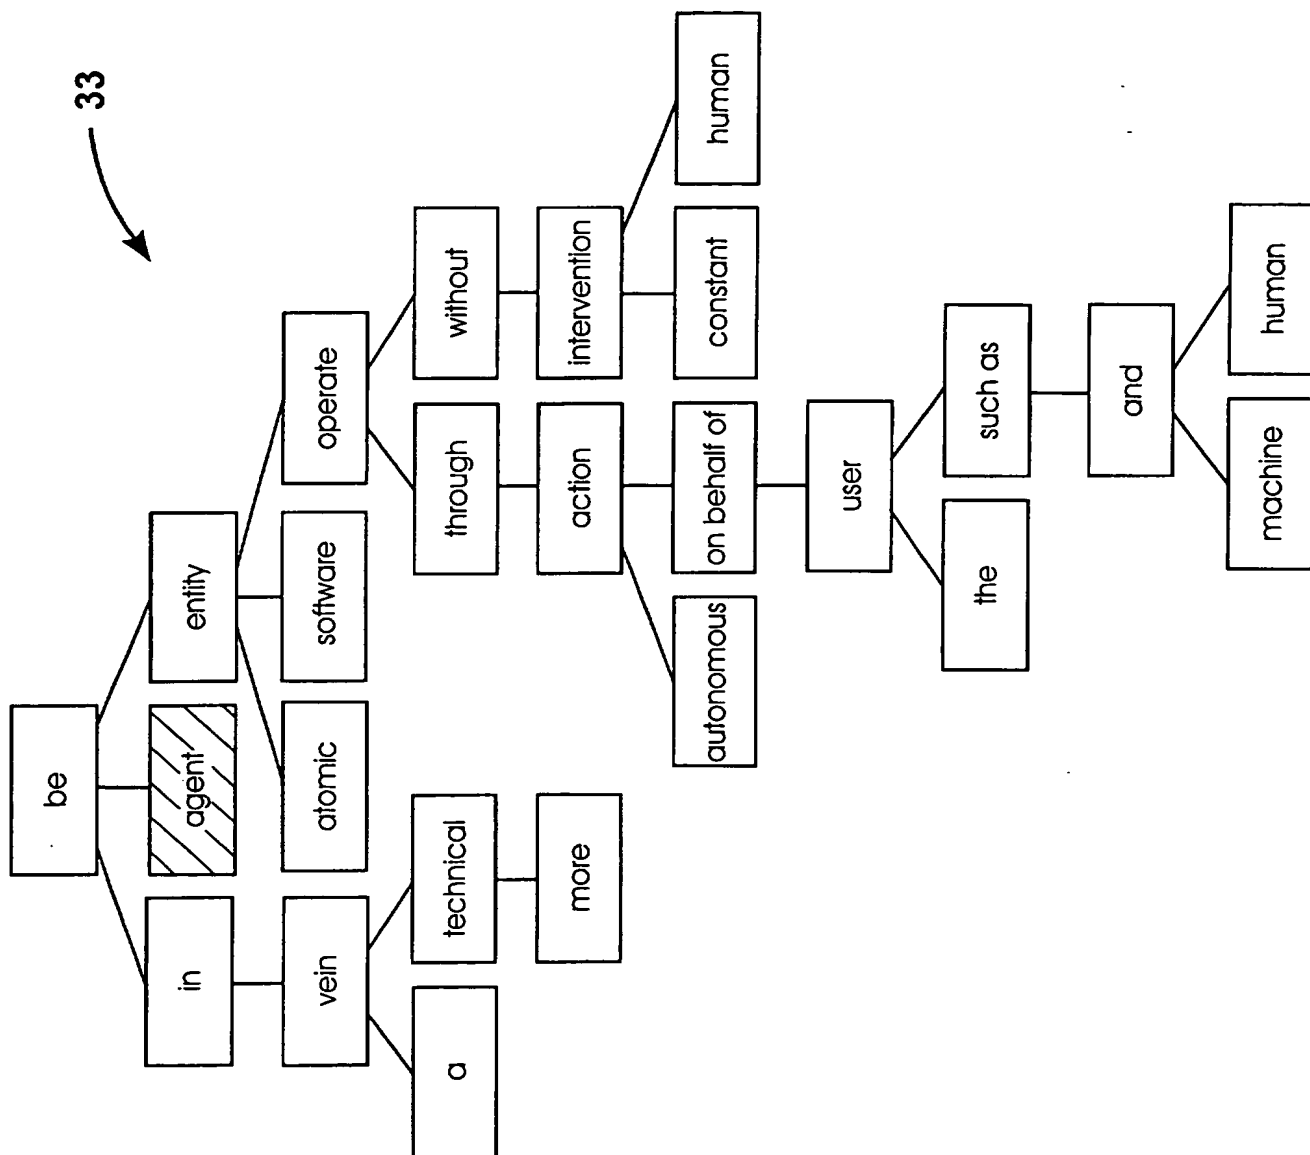 33
be
in
agent
entity
vein
atomic
software
operate
a
technical
through
without
more
action
intervention
autonomous
on behalf of
constant
human
user
the
such as
and
machine
human